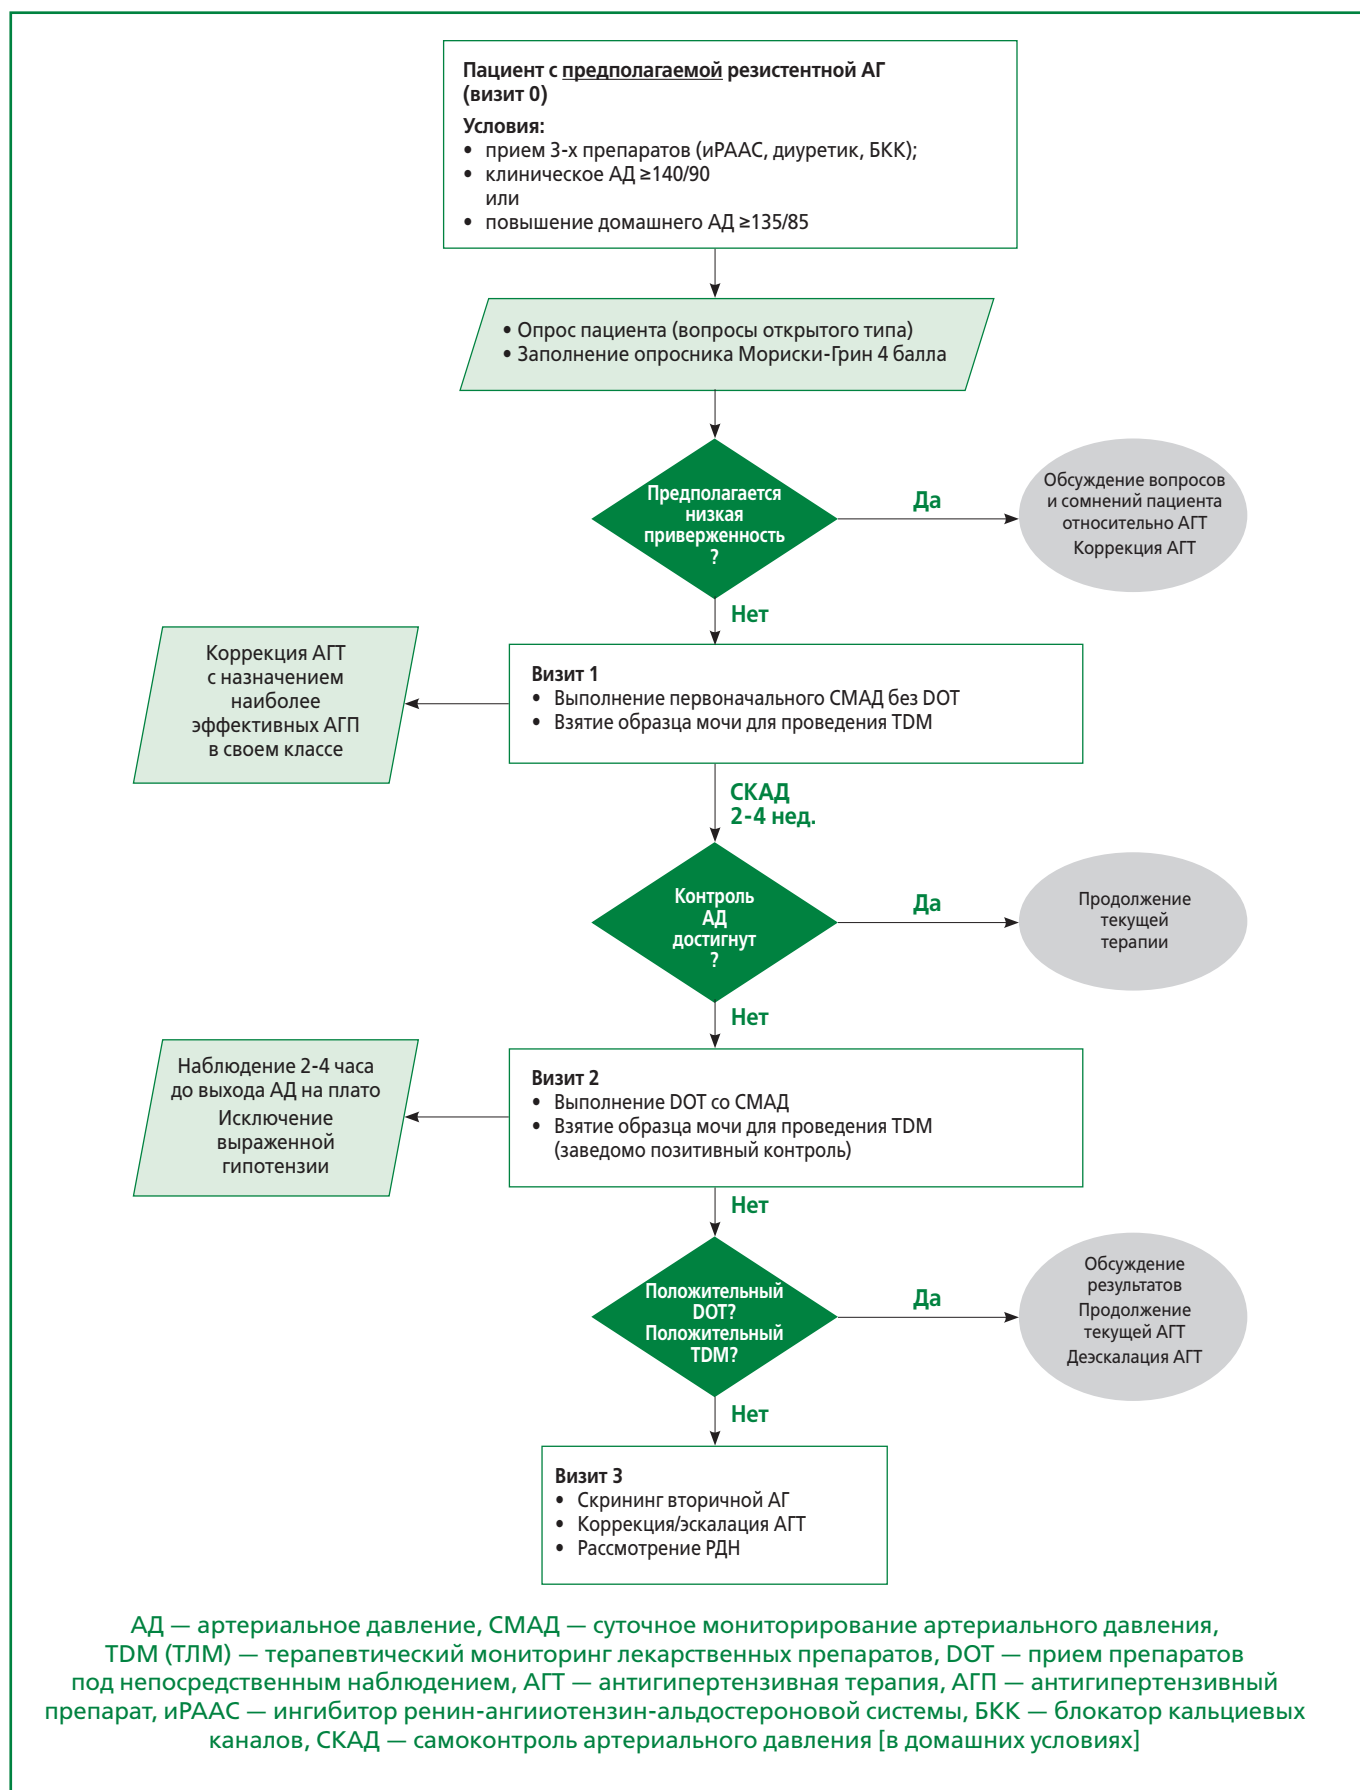 Пациент с предполагаемой резистентной АГ
(визит 0)
Условия:
• прием 3-х препаратов (иРААС, диуретик, БКК);
• клиническое АД ≥140/90
или
• повышение домашнего АД ≥135/85
• Опрос пациента (вопросы открытого типа)
• Заполнение опросника Мориски-Грин 4 балла
Предполагается
низкая
приверженность
?
Да
Обсуждение вопросов
и сомнений пациента
относительно АГТ
Коррекция АГТ
Нет
Коррекция АГТ
с назначением
наиболее
эффективных АГП
в своем классе
Визит 1
• Выполнение первоначального СМАД без DOT
• Взятие образца мочи для проведения TDM
СКАД
2-4 нед.
Контроль
АД
достигнут
?
Да
Продолжение
текущей
терапии
Нет
Наблюдение 2-4 часа
до выхода АД на плато
Исключение
выраженной
гипотензии
Визит 2
• Выполнение DOT со СМАД
• Взятие образца мочи для проведения TDM
(заведомо позитивный контроль)
Нет
Положительный
DOT?
Положительный
TDM?
Да
Обсуждение
результатов
Продолжение
текущей АГТ
Деэскалация АГТ
Нет
Визит 3
• Скрининг вторичной АГ
• Коррекция/эскалация АГТ
• Рассмотрение РДН
АД — артериальное давление, СМАД — суточное мониторирование артериального давления,
TDM (ТЛМ) — терапевтический мониторинг лекарственных препаратов, DOT — прием препаратов
под непосредственным наблюдением, АГТ — антигипертензивная терапия, АГП — антигипертензивный
препарат, иРААС — ингибитор ренин-ангииотензин-альдостероновой системы, БКК — блокатор кальциевых
каналов, СКАД — самоконтроль артериального давления [в домашних условиях]